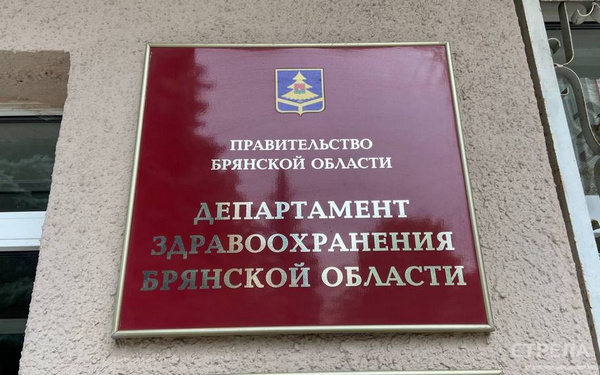 ПРАВИТЕЛЬСТВО
БРЯНСКОЙ ОБЛАСТИ
ДЕПАРТАМЕНТ
ЗДРАВООХРАНЕНИЯ
БРЯНСКОЙ ОБЛАСТИ
СТРЕЛА